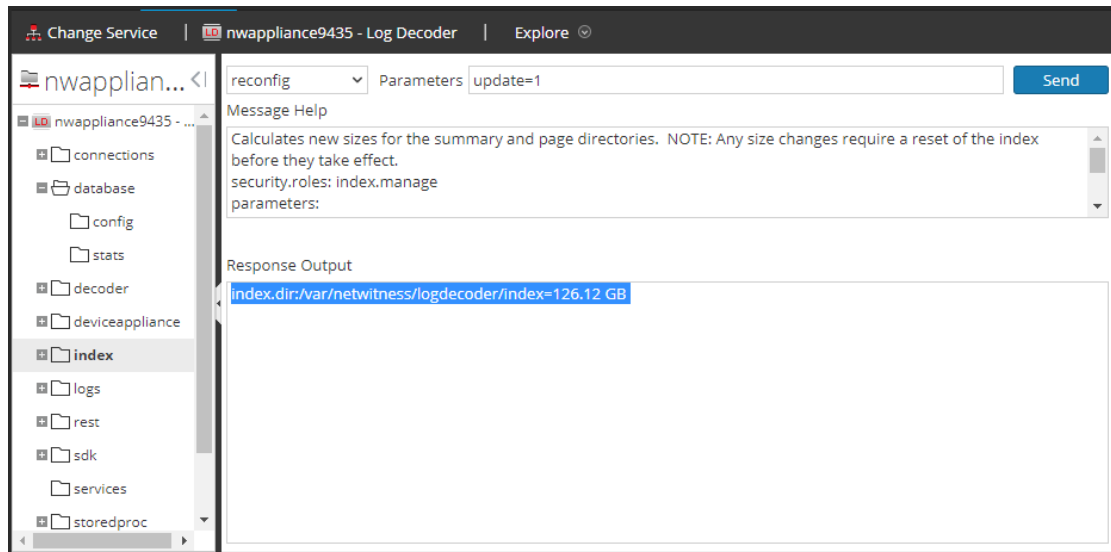 Change Service | LD nwappliance9435 - Log Decoder | Explore
nwapplian...
LD nwappliance9435 - ...
connections
database
config
stats
decoder
deviceappliance
index
logs
rest
sdk
services
storedproc
reconfig Parameters update=1 Send
Message Help
Calculates new sizes for the summary and page directories. NOTE: Any size changes require a reset of the index
before they take effect.
security.roles: index.manage
parameters:
Response Output
index.dir:/var/netwitness/logdecoder/index=126.12 GB